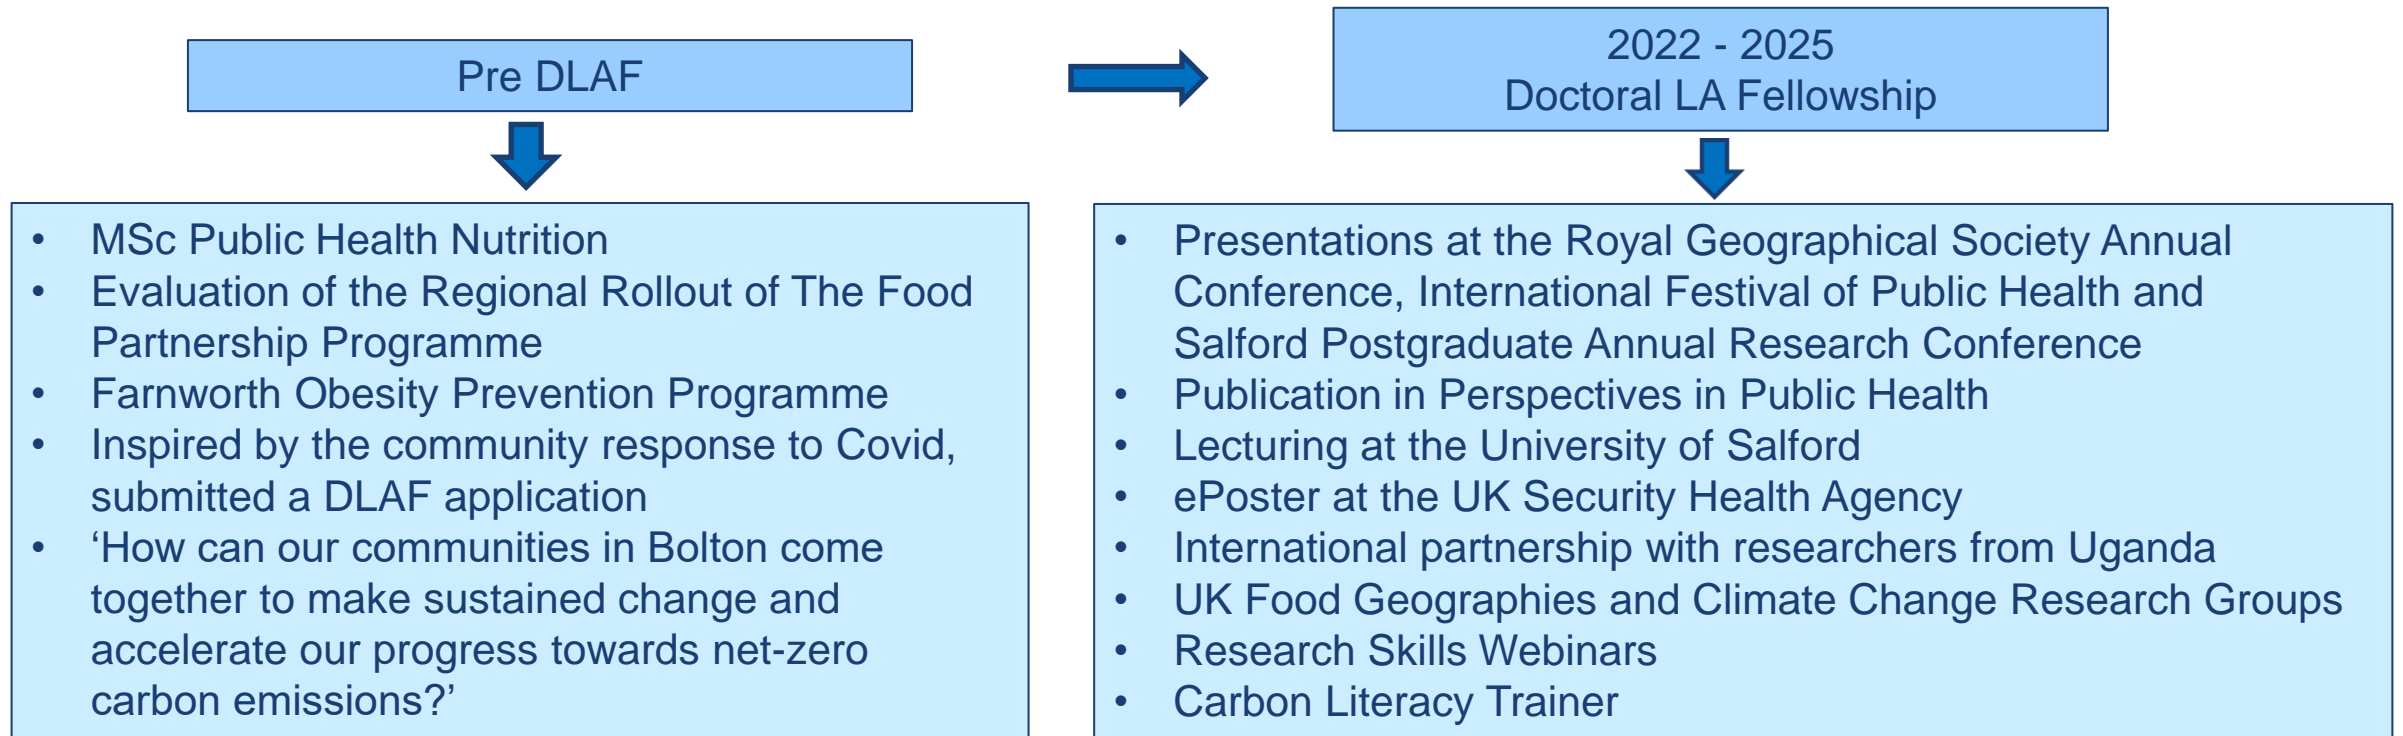 Pre DLAF
• MSc Public Health Nutrition
• Evaluation of the Regional Rollout of The Food
Partnership Programme
• Farnworth Obesity Prevention Programme
• Inspired by the community response to Covid,
submitted a DLAF application
• ‘How can our communities in Bolton come
together to make sustained change and
accelerate our progress towards net-zero
carbon emissions?’
2022 - 2025
Doctoral LA Fellowship
• Presentations at the Royal Geographical Society Annual
Conference, International Festival of Public Health and
Salford Postgraduate Annual Research Conference
• Publication in Perspectives in Public Health
• Lecturing at the University of Salford
• ePoster at the UK Security Health Agency
• International partnership with researchers from Uganda
• UK Food Geographies and Climate Change Research Groups
• Research Skills Webinars
• Carbon Literacy Trainer